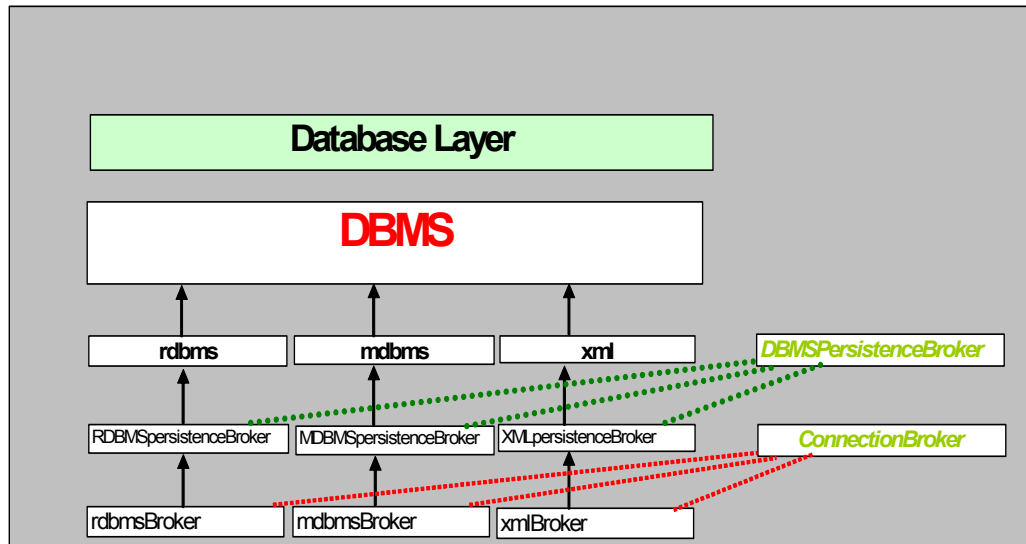 Database Layer
DBMS
rdbms
mdbms
xml
DBMSPersistenceBroker
RDBMSpersistenceBroker
MDBMSpersistenceBroker
XMLpersistenceBroker
ConnectionBroker
rdbmsBroker
mdbmsBroker
xmlBroker